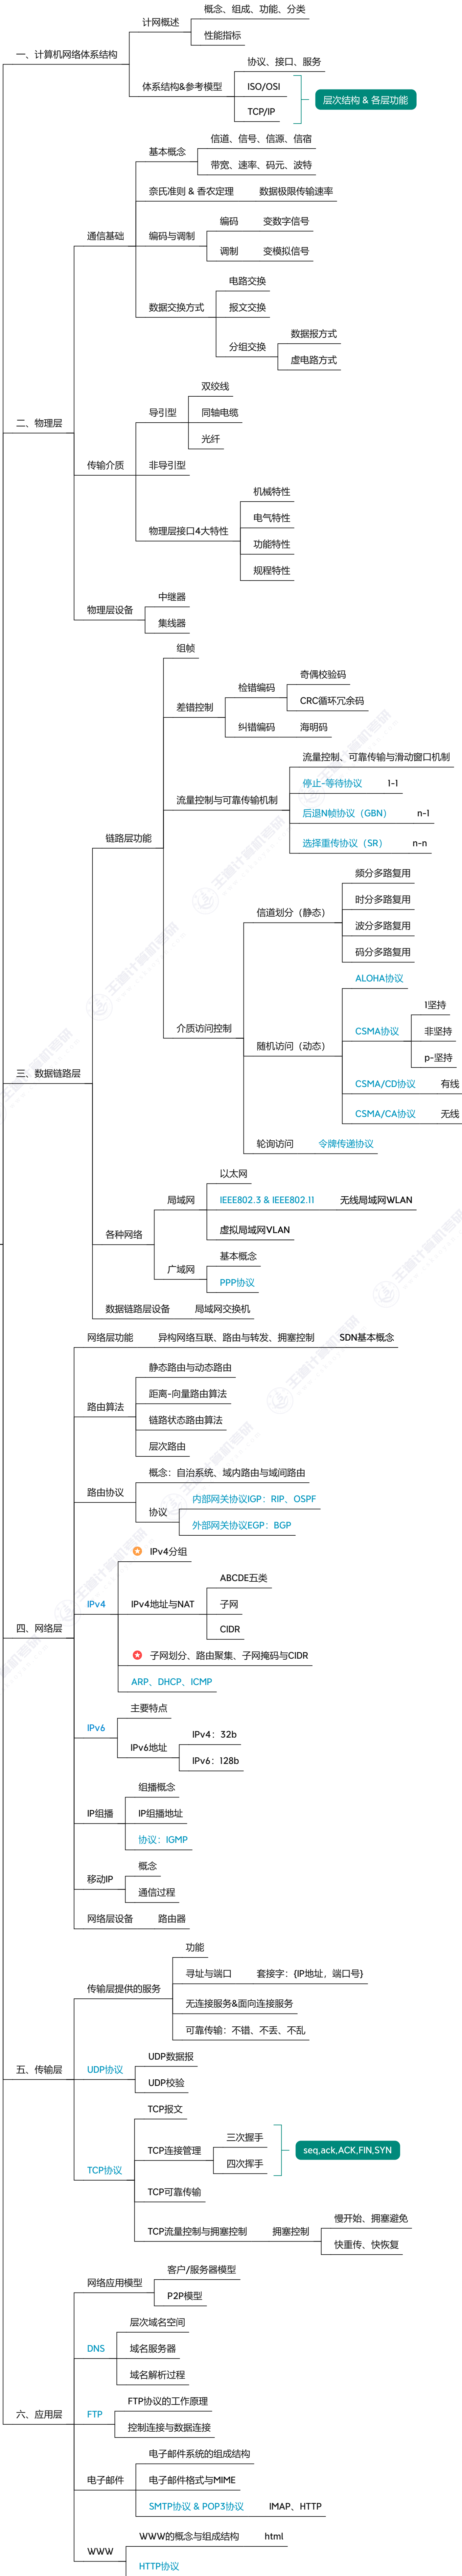 一、计算机网络体系结构
计网概述
概念、组成、功能、分类
性能指标
体系结构&参考模型
协议、接口、服务
ISO/OSI
TCP/IP
层次结构 & 各层功能
二、物理层
通信基础
基本概念
信道、信号、信源、信宿
带宽、速率、码元、波特
奈氏准则 & 香农定理
数据极限传输速率
编码与调制
编码
变数字信号
调制
变模拟信号
数据交换方式
电路交换
报文交换
分组交换
数据报方式
虚电路方式
传输介质
导引型
双绞线
同轴电缆
光纤
非导引型
物理层接口4大特性
机械特性
电气特性
功能特性
规程特性
物理层设备
中继器
集线器
三、数据链路层
链路层功能
组帧
差错控制
检错编码
奇偶校验码
CRC循环冗余码
纠错编码
海明码
流量控制与可靠传输机制
流量控制、可靠传输与滑动窗口机制
停止-等待协议
1-1
后退N帧协议（GBN）
n-1
选择重传协议（SR）
n-n
介质访问控制
信道划分（静态）
频分多路复用
时分多路复用
波分多路复用
码分多路复用
随机访问（动态）
ALOHA协议
CSMA协议
1坚持
非坚持
p-坚持
CSMA/CD协议
有线
CSMA/CA协议
无线
轮询访问
令牌传递协议
各种网络
局域网
以太网
IEEE802.3 & IEEE802.11
无线局域网WLAN
虚拟局域网VLAN
广域网
基本概念
PPP协议
数据链路层设备
局域网交换机
四、网络层
网络层功能
异构网络互联、路由与转发、拥塞控制
SDN基本概念
路由算法
静态路由与动态路由
距离-向量路由算法
链路状态路由算法
层次路由
路由协议
概念：自治系统、域内路由与域间路由
协议
内部网关协议IGP：RIP、OSPF
外部网关协议EGP：BGP
IPv4
IPv4分组
IPv4地址与NAT
ABCDE五类
子网
CIDR
子网划分、路由聚集、子网掩码与CIDR
ARP、DHCP、ICMP
IPv6
主要特点
IPv6地址
IPv4：32b
IPv6：128b
IP组播
组播概念
IP组播地址
协议：IGMP
移动IP
概念
通信过程
网络层设备
路由器
五、传输层
传输层提供的服务
功能
寻址与端口
套接字：{IP地址，端口号}
无连接服务&面向连接服务
可靠传输：不错、不丢、不乱
UDP协议
UDP数据报
UDP校验
TCP协议
TCP报文
TCP连接管理
三次握手
四次挥手
seq,ack,ACK,FIN,SYN
TCP可靠传输
TCP流量控制与拥塞控制
拥塞控制
慢开始、拥塞避免
快重传、快恢复
六、应用层
网络应用模型
客户/服务器模型
P2P模型
DNS
层次域名空间
域名服务器
域名解析过程
FTP
FTP协议的工作原理
控制连接与数据连接
电子邮件
电子邮件系统的组成结构
电子邮件格式与MIME
SMTP协议 & POP3协议
IMAP、HTTP
WWW
WWW的概念与组成结构
html
HTTP协议